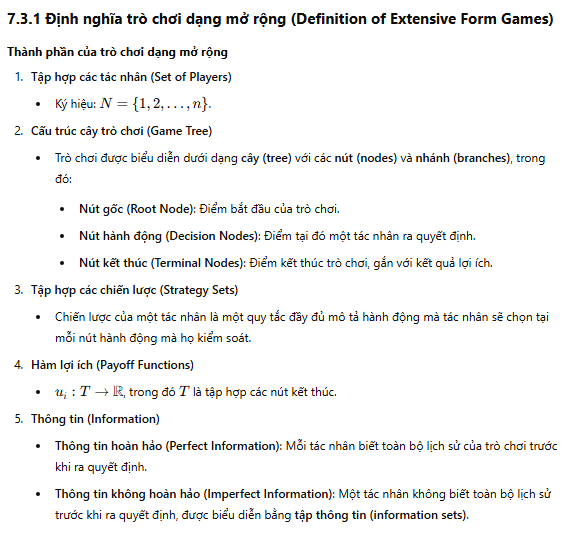 7.3.1 Định nghĩa trò chơi dạng mở rộng (Definition of Extensive Form Games)
Thành phần của trò chơi dạng mở rộng
1. Tập hợp các tác nhân (Set of Players)
• Ký hiệu: N = {1, 2, ..., n}.
2. Cấu trúc cây trò chơi (Game Tree)
• Trò chơi được biểu diễn dưới dạng cây (tree) với các nút (nodes) và nhánh (branches), trong
đó:
• Nút gốc (Root Node): Điểm bắt đầu của trò chơi.
• Nút hành động (Decision Nodes): Điểm tại đó một tác nhân ra quyết định.
• Nút kết thúc (Terminal Nodes): Điểm kết thúc trò chơi, gắn với kết quả lợi ích.
3. Tập hợp các chiến lược (Strategy Sets)
• Chiến lược của một tác nhân là một quy tắc đầy đủ mô tả hành động mà tác nhân sẽ chọn tại
mỗi nút hành động mà họ kiểm soát.
4. Hàm lợi ích (Payoff Functions)
• uᵢ : T → ℝ, trong đó T là tập hợp các nút kết thúc.
5. Thông tin (Information)
• Thông tin hoàn hảo (Perfect Information): Mỗi tác nhân biết toàn bộ lịch sử của trò chơi trước
khi ra quyết định.
• Thông tin không hoàn hảo (Imperfect Information): Một tác nhân không biết toàn bộ lịch sử
trước khi ra quyết định, được biểu diễn bằng tập thông tin (information sets).